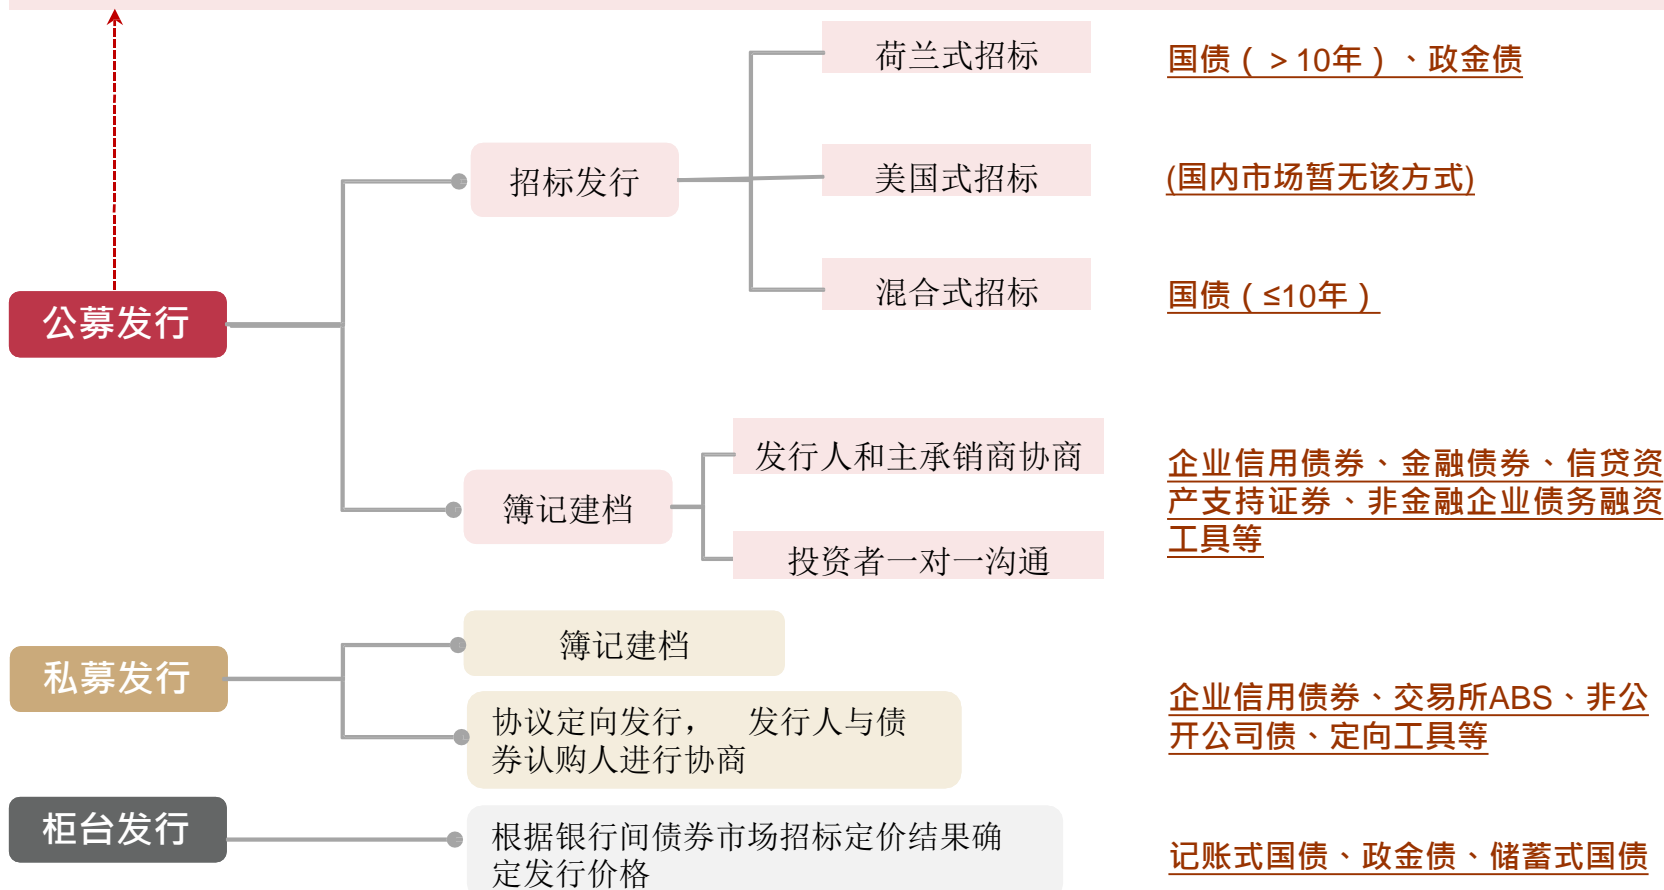 荷兰式招标
国债（>10年）、政金债
招标发行
美国式招标
(国内市场暂无该方式)
混合式招标
国债（≤10年）
公募发行
发行人和主承销商协商
簿记建档
投资者一对一沟通
企业信用债券、金融债券、信贷资
产支持证券、非金融企业债务融资
工具等
簿记建档
私募发行
协议定向发行， 发行人与债
券认购人进行协商
企业信用债券、交易所ABS、非公
开公司债、定向工具等
柜台发行
根据银行间债券市场招标定价结果确
定发行价格
记账式国债、政金债、储蓄式国债